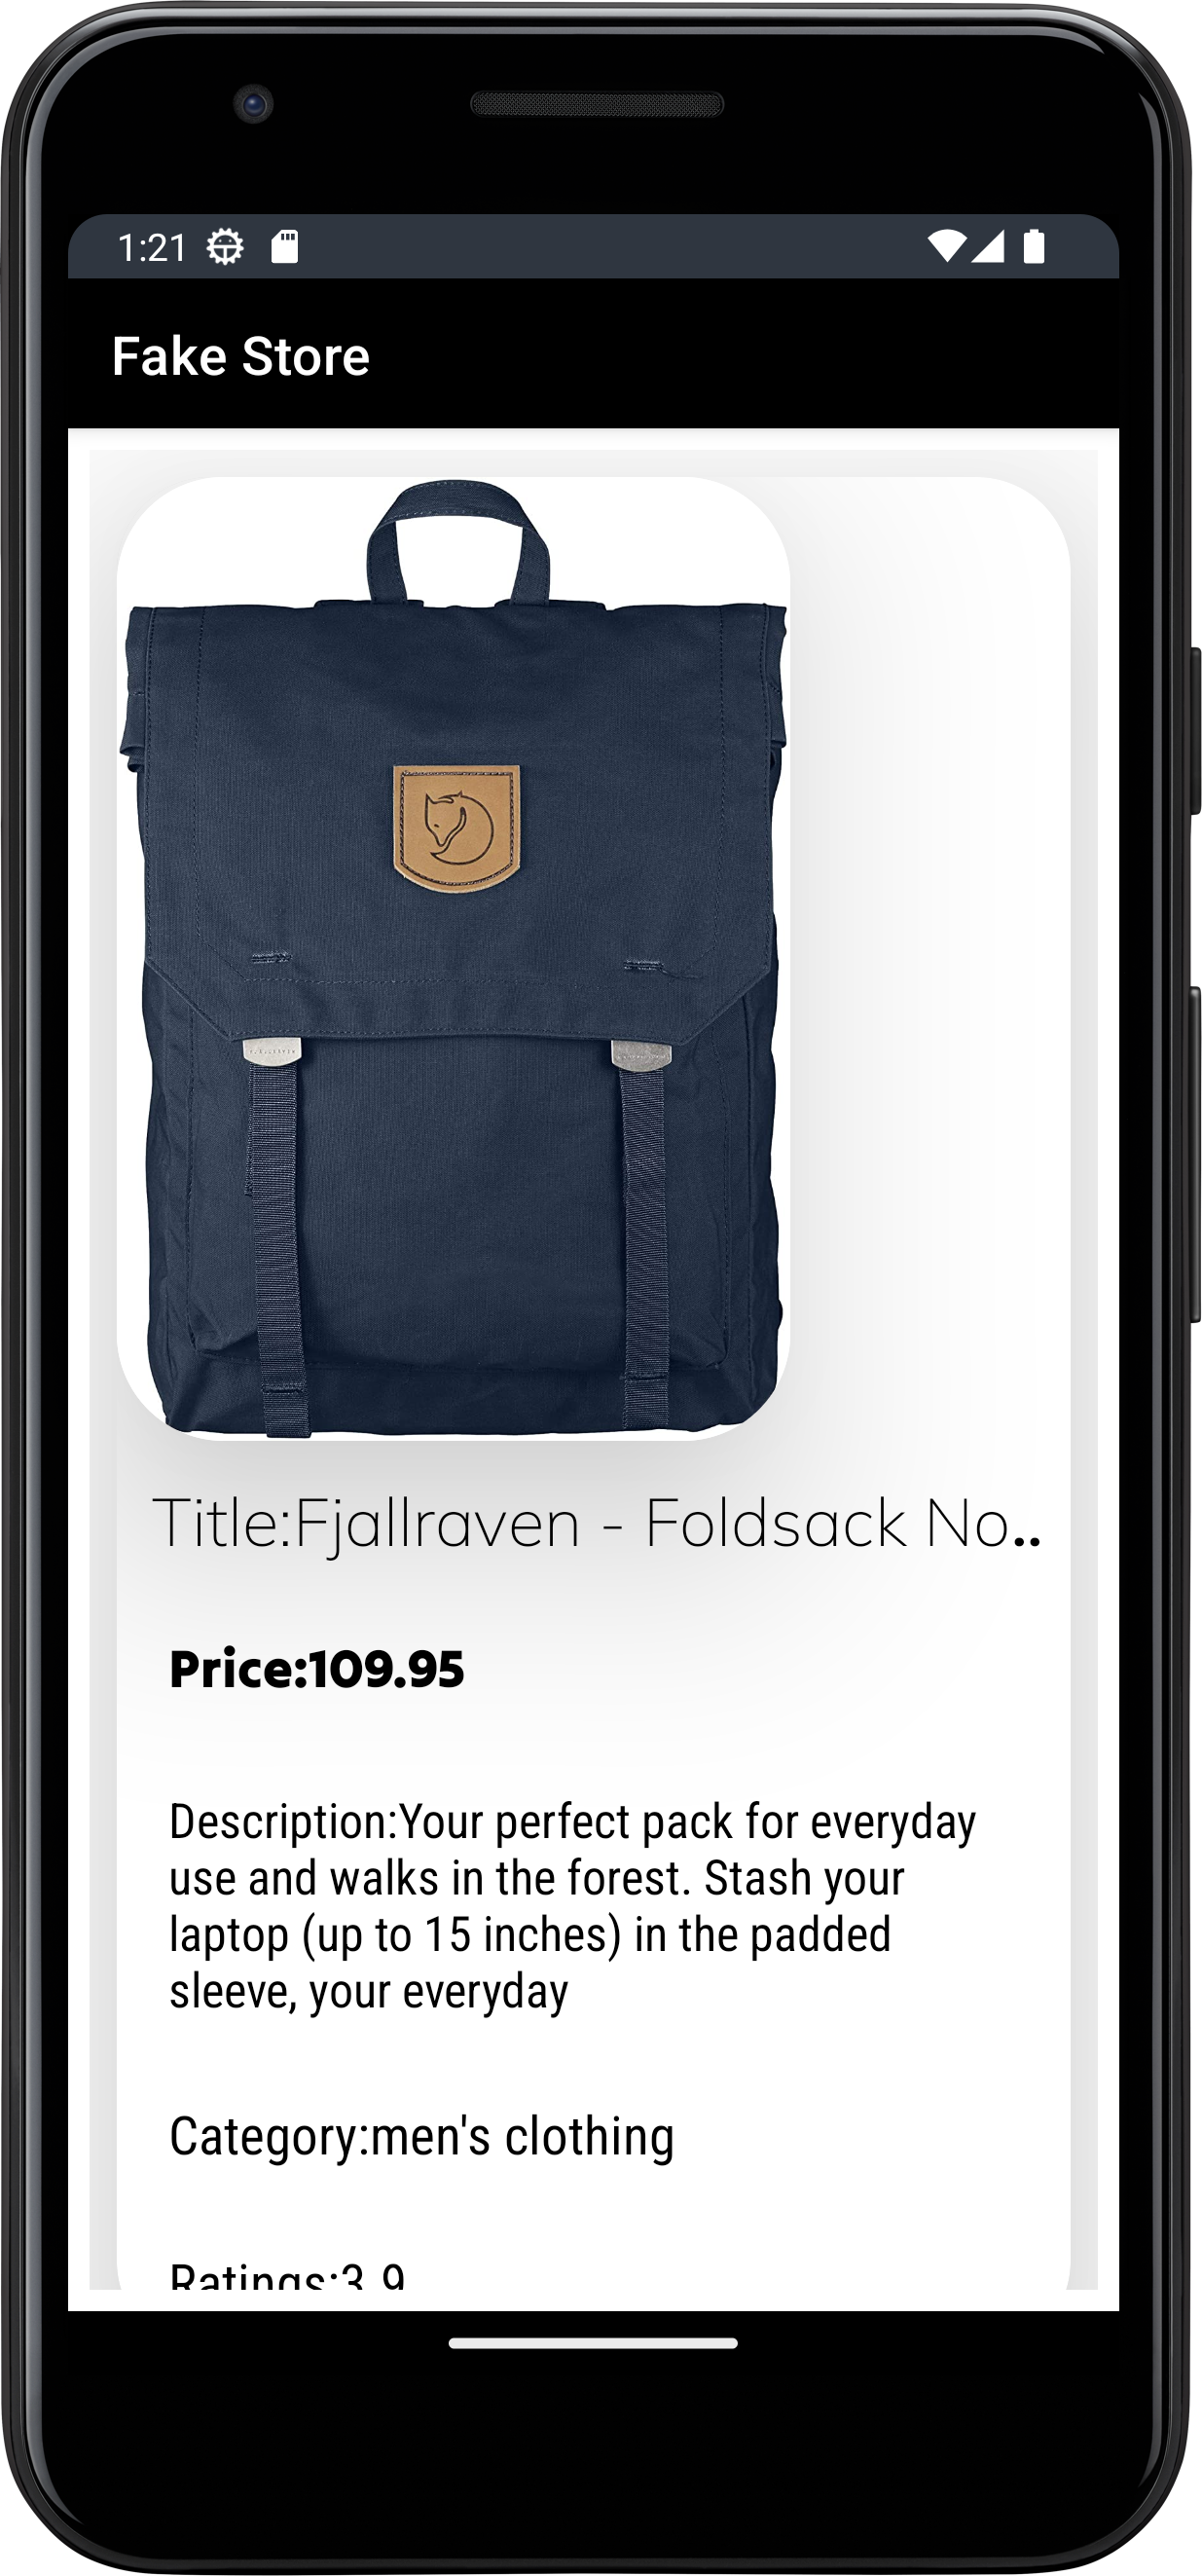 1:21
Fake Store
Title:Fjallraven - Foldsack No..
Price:109.95
Description:Your perfect pack for everyday
use and walks in the forest. Stash your
laptop (up to 15 inches) in the padded
sleeve, your everyday
Category:men's clothing
Ratings:3.9